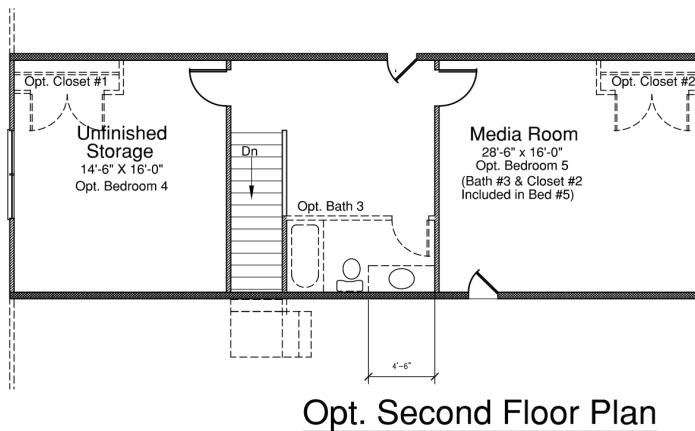 Opt. Closet #1
Opt. Closet #2
Unfinished
Storage
14'-6" X 16'-0"
Opt. Bedroom 4
Dn
Media Room
28'-6" x 16'-0"
Opt. Bedroom 5
(Bath #3 & Closet #2
Included in Bed #5)
Opt. Bath 3
4'-6"
Opt. Second Floor Plan